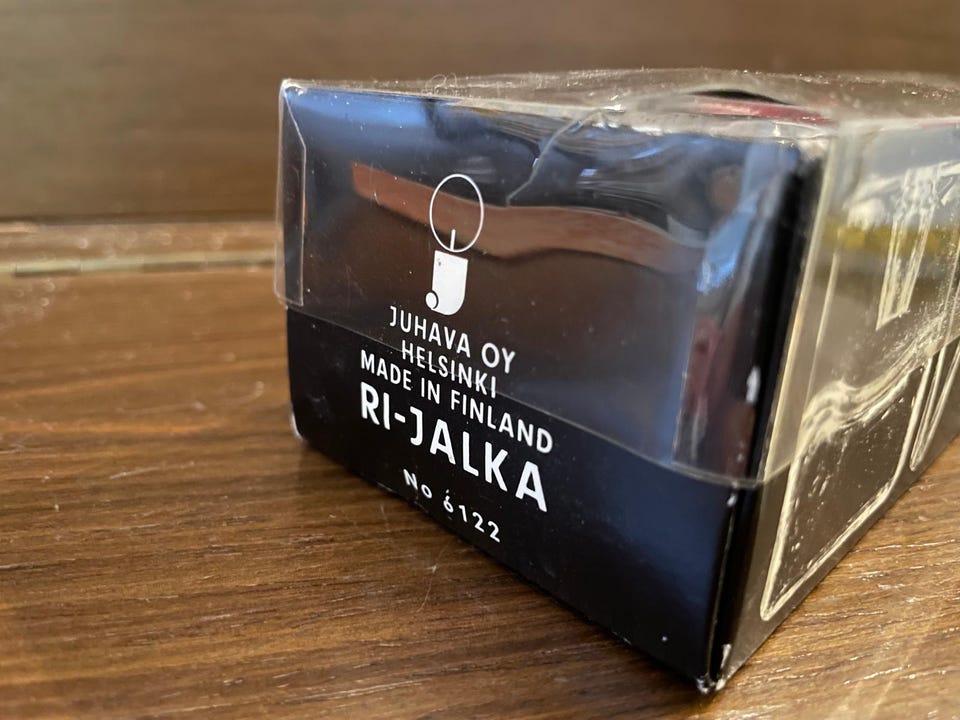 JUHAVA OY
HELSINKI
MADE IN FINLAND
RI-JALKA
No 6122